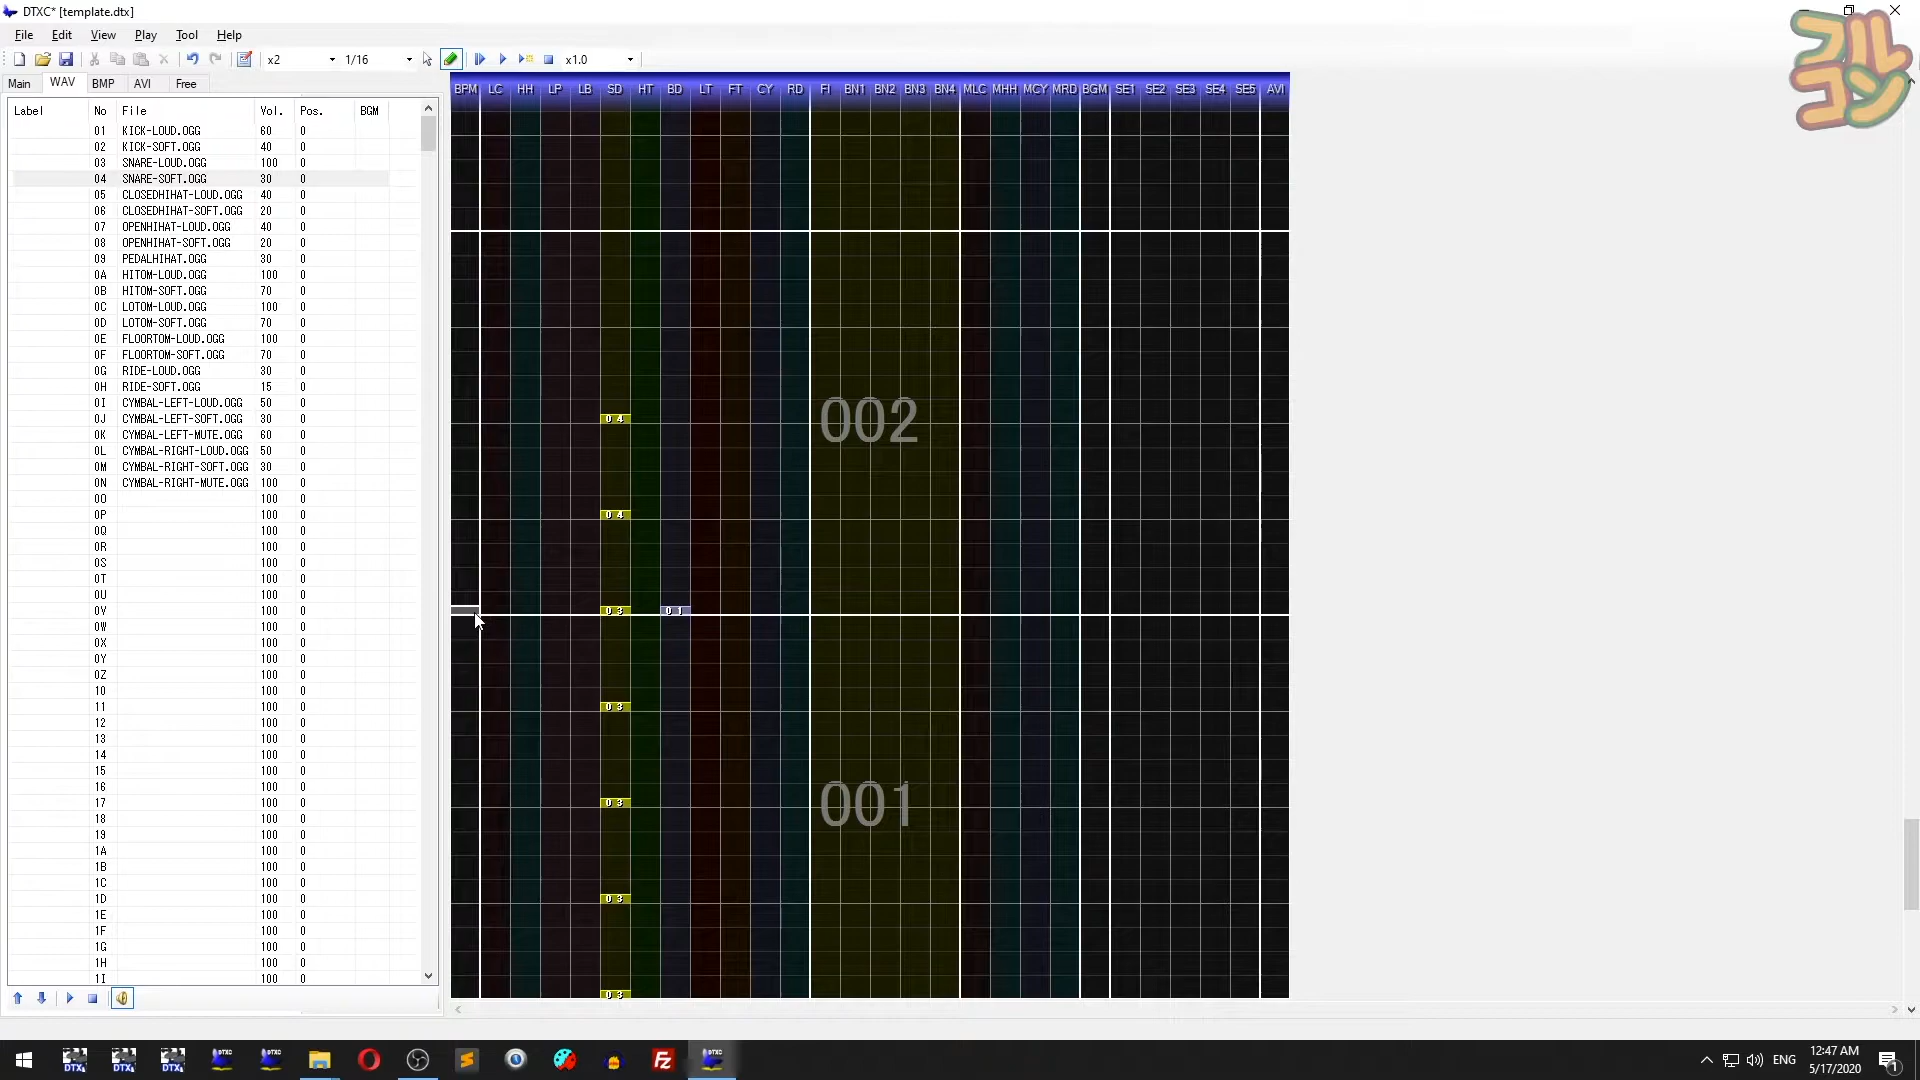 DTXC* [template.dtx]
File Edit View Play Tool Help
x2 1/16 x1.0
Main WAV BMP AVI Free
Label No File Vol. Pos. BGM
01 KICK-LOUD.OGG 60 0
02 KICK-SOFT.OGG 40 0
03 SNARE-LOUD.OGG 100 0
04 SNARE-SOFT.OGG 30 0
05 CLOSEDHIHAT-LOUD.OGG 40 0
06 CLOSEDHIHAT-SOFT.OGG 20 0
07 OPENHIHAT-LOUD.OGG 40 0
08 OPENHIHAT-SOFT.OGG 20 0
09 PEDALHIHAT.OGG 30 0
0A HITOM-LOUD.OGG 100 0
0B HITOM-SOFT.OGG 70 0
0C LOTOM-LOUD.OGG 100 0
0D LOTOM-SOFT.OGG 70 0
0E FLOORTOM-LOUD.OGG 100 0
0F FLOORTOM-SOFT.OGG 70 0
0G RIDE-LOUD.OGG 30 0
0H RIDE-SOFT.OGG 15 0
0I CYMBAL-LEFT-LOUD.OGG 50 0
0J CYMBAL-LEFT-SOFT.OGG 30 0
0K CYMBAL-LEFT-MUTE.OGG 60 0
0L CYMBAL-RIGHT-LOUD.OGG 50 0
0M CYMBAL-RIGHT-SOFT.OGG 30 0
0N CYMBAL-RIGHT-MUTE.OGG 100 0
0O 100 0
0P 100 0
0Q 100 0
0R 100 0
0S 100 0
0T 100 0
0U 100 0
0V 100 0
0W 100 0
0X 100 0
0Y 100 0
0Z 100 0
10 100 0
11 100 0
12 100 0
13 100 0
14 100 0
15 100 0
16 100 0
17 100 0
18 100 0
19 100 0
1A 100 0
1B 100 0
1C 100 0
1D 100 0
1E 100 0
1F 100 0
1G 100 0
1H 100 0
1I 100 0
BPM LC HH LP LB SD HT BD LT FT CY RD FI BN1 BN2 BN3 BN4 MLC MHH MCY MRD BGM SE1 SE2 SE3 SE4 SE5 AVI
04 002
04
03 01
03
03 001
03
03
フルコン
DTXC DTXC DTXC DTXC DTXC Fz DTXC
ENG 12:47 AM
5/17/2020
1